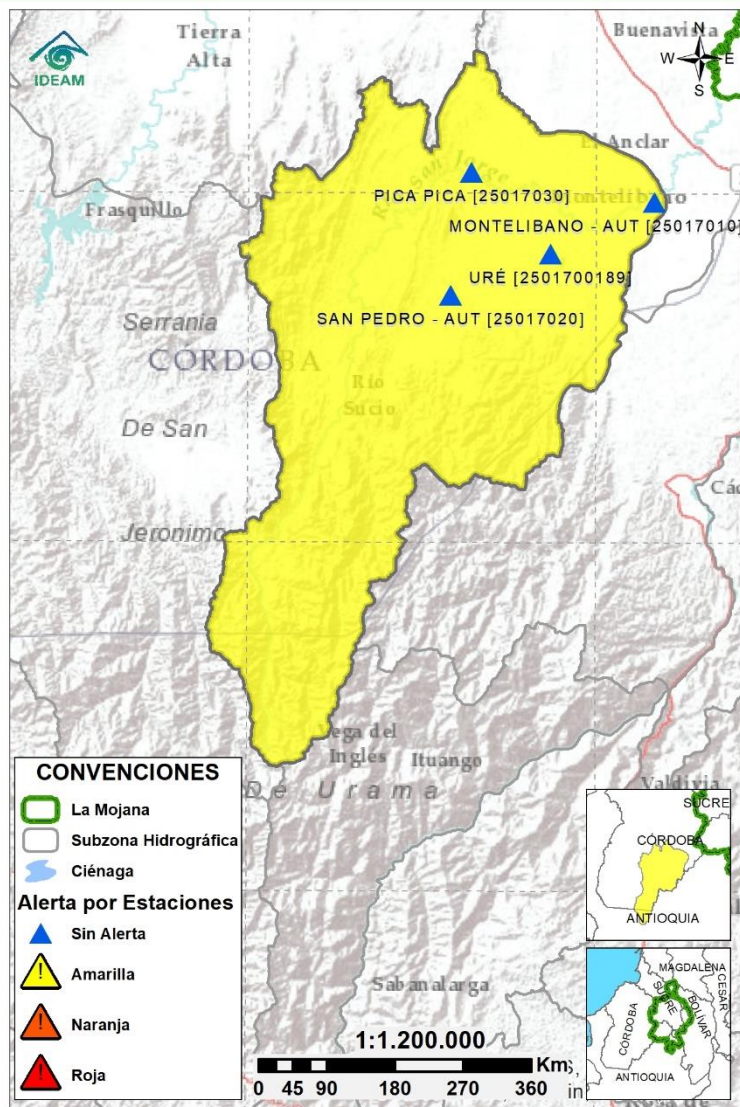 IDEAM
Tierra
Alta
Buenavista
N
W E
S
El Anclar
PICA PICA [25017030]
Frasquillo
MONTELIBANO - AUT [25017010]
URÉ [2501700189]
SAN PEDRO - AUT [25017020]
Serrania
CÓRDOBA
Río
Sucio
De San
Jeronimo
Vega del
Ingles
Ituango
De Urama
Valdivia
Sabanalarga
CONVENCIONES
La Mojana
Subzona Hidrográfica
Ciénaga
Alerta por Estaciones
Sin Alerta
Amarilla
Naranja
Roja
1:1.200.000
Km
0 45 90 180 270 360
SUCRE
CÓRDOBA
ANTIOQUIA
MAGDALENA
CESAR
SUCRE
BOLÍVAR
CÓRDOBA
ANTIOQUIA